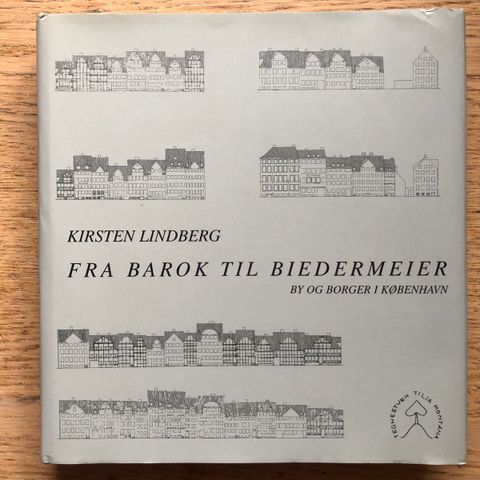 KIRSTEN LINDBERG
FRA BAROK TIL BIEDERMEIER
BY OG BORGER I KØBENHAVN
TEGNESTUEN TILIA MONTANA